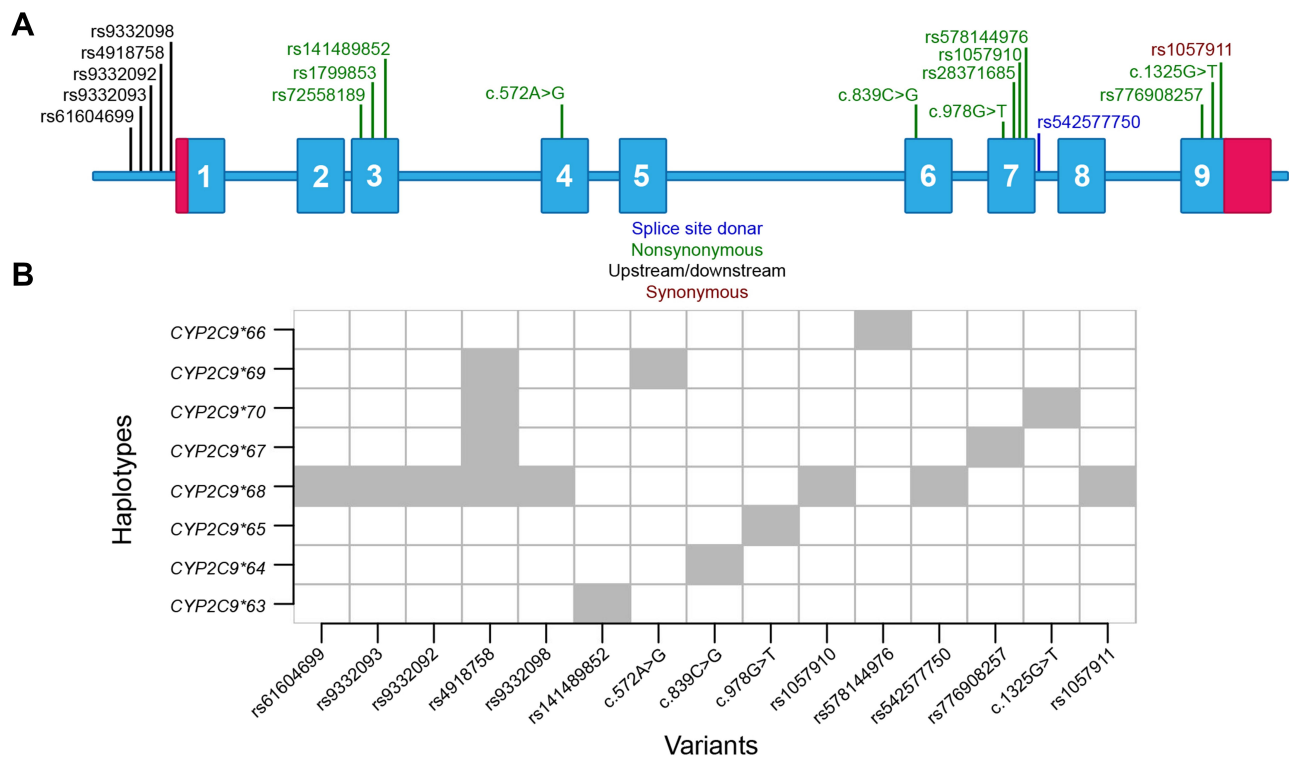 A
rs9332098
rs4918758
rs9332092
rs9332093
rs61604699
rs141489852
rs1799853
rs72558189
c.572A>G
c.839C>G
rs578144976
rs1057910
rs28371685
c.978G>T
rs542577750
rs1057911
c.1325G>T
rs776908257
1 2 3 4 5 6 7 8 9
Splice site donar
Nonsynonymous
Upstream/downstream
Synonymous
B
Haplotypes
CYP2C9*66
CYP2C9*69
CYP2C9*70
CYP2C9*67
CYP2C9*68
CYP2C9*65
CYP2C9*64
CYP2C9*63
rs61604699
rs9332093
rs9332092
rs4918758
rs9332098
rs141489852
c.572A>G
c.839C>G
c.978G>T
rs1057910
rs578144976
rs542577750
rs776908257
c.1325G>T
rs1057911
Variants